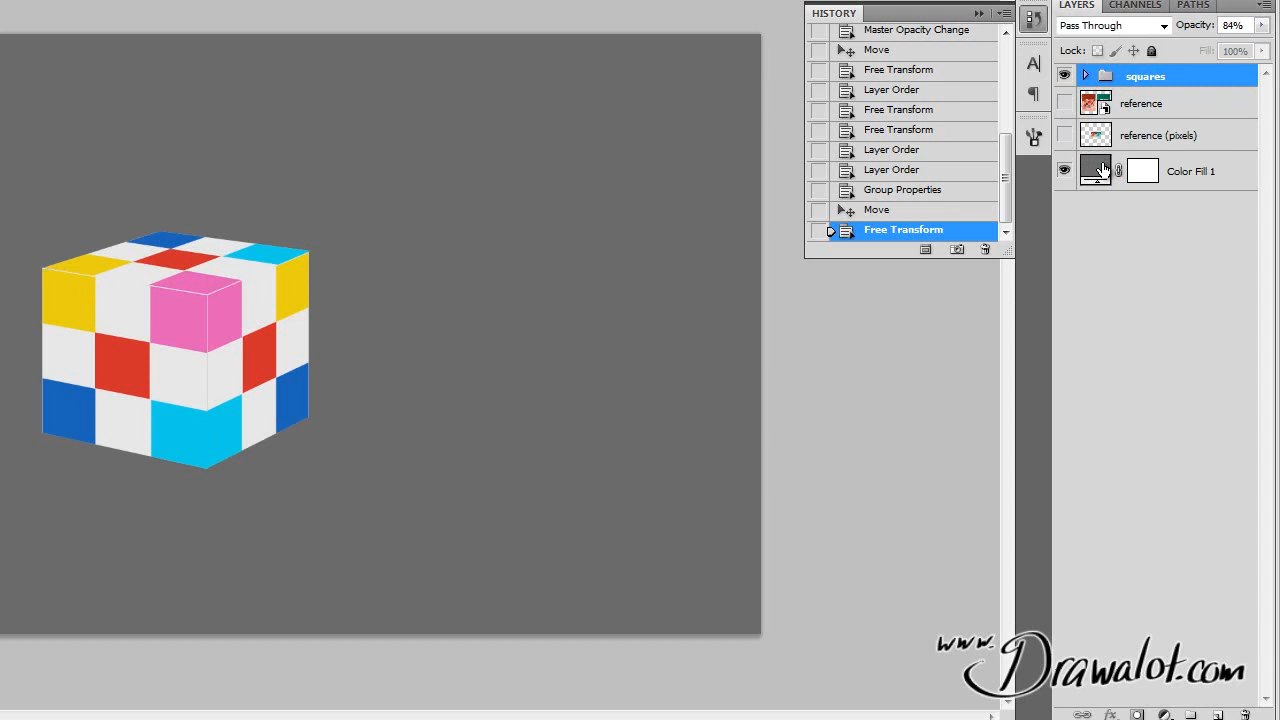 HISTORY
Master Opacity Change
Move
Free Transform
Layer Order
Free Transform
Free Transform
Layer Order
Layer Order
Group Properties
Move
Free Transform
LAYERS CHANNELS PATHS
Pass Through Opacity: 84%
Lock: Fill: 100%
squares
reference
reference (pixels)
Color Fill 1
www.Drawalot.com